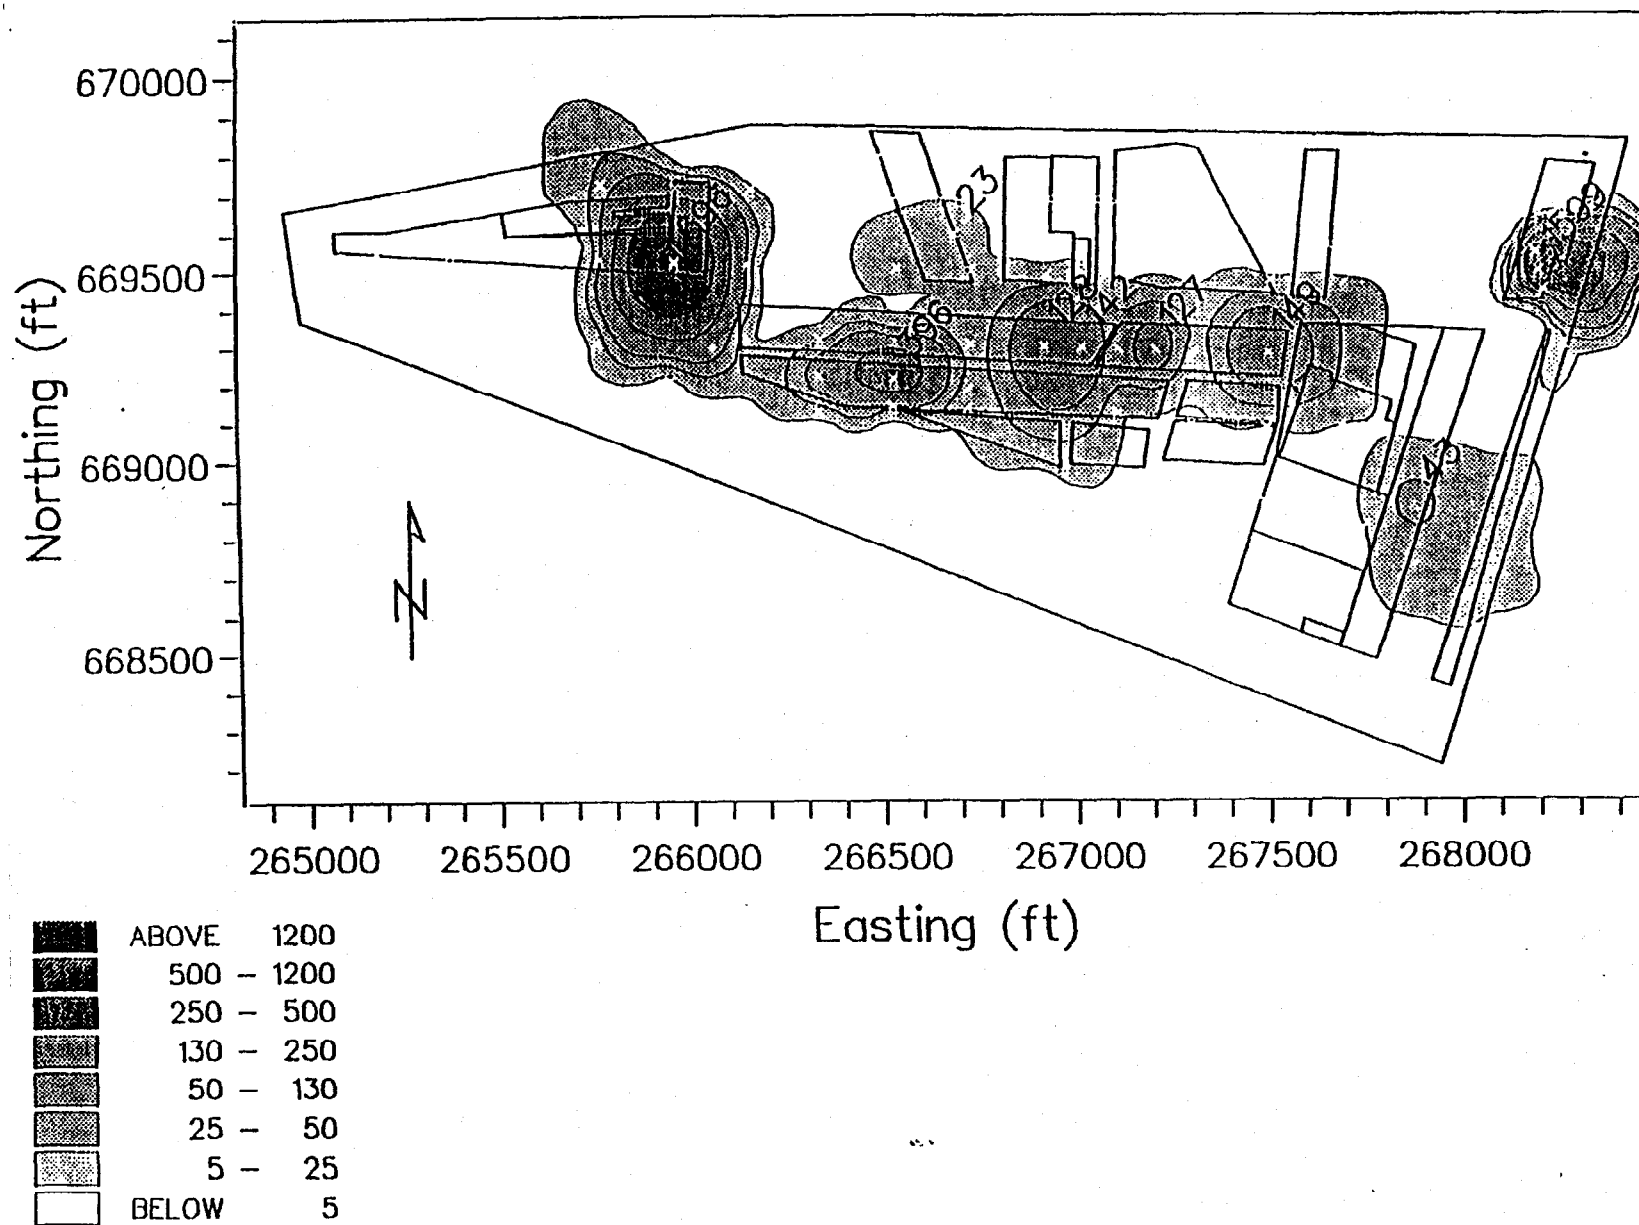 670000
669500
669000
668500
Northing (ft)
23
N
265000 265500 266000 266500 267000 267500 268000
Easting (ft)
ABOVE 1200
500 – 1200
250 – 500
130 – 250
50 – 130
25 – 50
5 – 25
BELOW 5